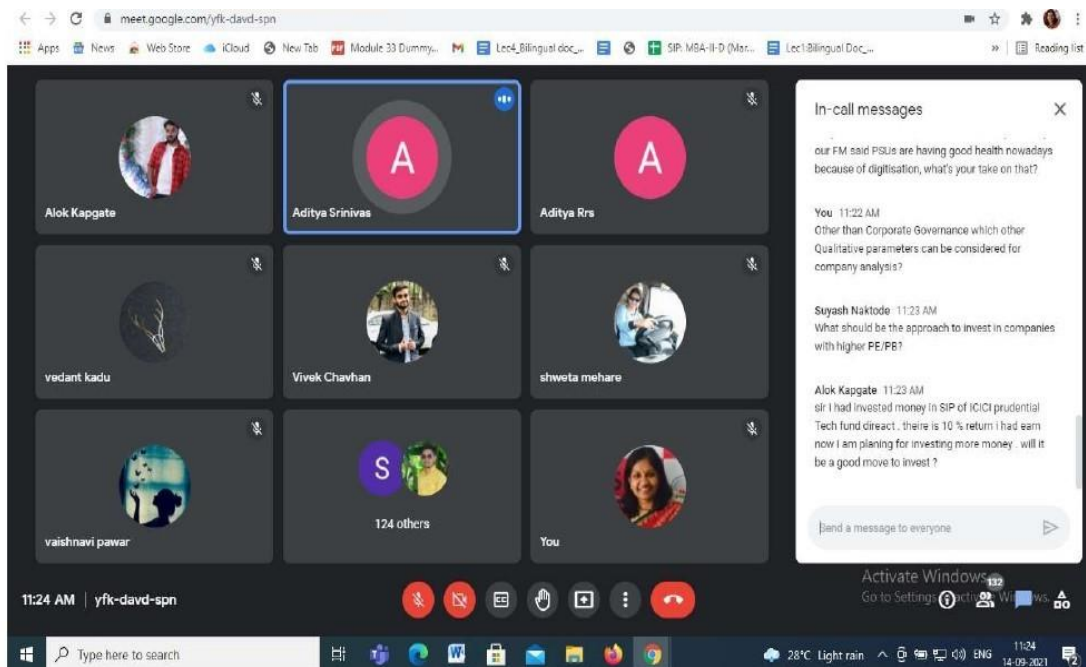 meet.google.com/yfk-davd-spn
Apps News Web Store iCloud New Tab Module 33 Dummy... Lec4_Bilingual doc_... SIP: MBA-II-D (Mar... Lec1:Bilingual Doc_... » Reading list
Alok Kapgate
A
Aditya Srinivas
A
Aditya Rrs
vedant kadu
Vivek Chavhan
shweta mehare
vaishnavi pawar
S
124 others
You
In-call messages
our FM said PSUs are having good health nowadays
because of digitisation, what's your take on that?
You 11:22 AM
Other than Corporate Governance which other
Qualitative parameters can be considered for
company analysis?
Suyash Naktode 11:23 AM
What should be the approach to invest in companies
with higher PE/PB?
Alok Kapgate 11:23 AM
sir I had invested money in SIP of ICICI prudential
Tech fund direact . theire is 10 % return i had earn
now I am planing for investing more money . will it
be a good move to invest ?
Send a message to everyone
Activate Windows
Go to Settings
132
11:24 AM | yfk-davd-spn
Type here to search
28°C Light rain
ENG
11:24
14-09-2021